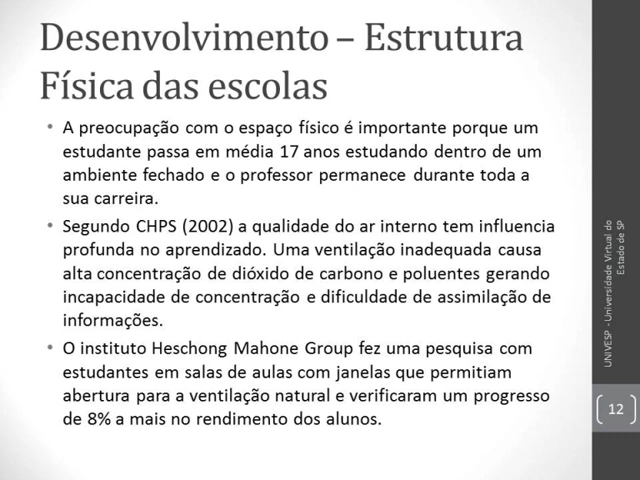 Desenvolvimento – Estrutura
Física das escolas
• A preocupação com o espaço físico é importante porque um
estudante passa em média 17 anos estudando dentro de um
ambiente fechado e o professor permanece durante toda a
sua carreira.
• Segundo CHPS (2002) a qualidade do ar interno tem influencia
profunda no aprendizado. Uma ventilação inadequada causa
alta concentração de dióxido de carbono e poluentes gerando
incapacidade de concentração e dificuldade de assimilação de
informações.
• O instituto Heschong Mahone Group fez uma pesquisa com
estudantes em salas de aulas com janelas que permitiam
abertura para a ventilação natural e verificaram um progresso
de 8% a mais no rendimento dos alunos.
UNIVESP - Universidade Virtual do
Estado de SP
12